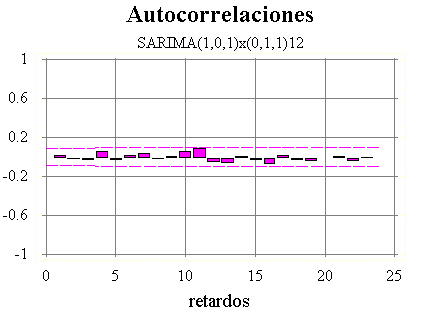 Autocorrelaciones
SARIMA(1,0,1)x(0,1,1)12
1
0.6
0.2
-0.2
-0.6
-1
0 5 10 15 20 25
retardos